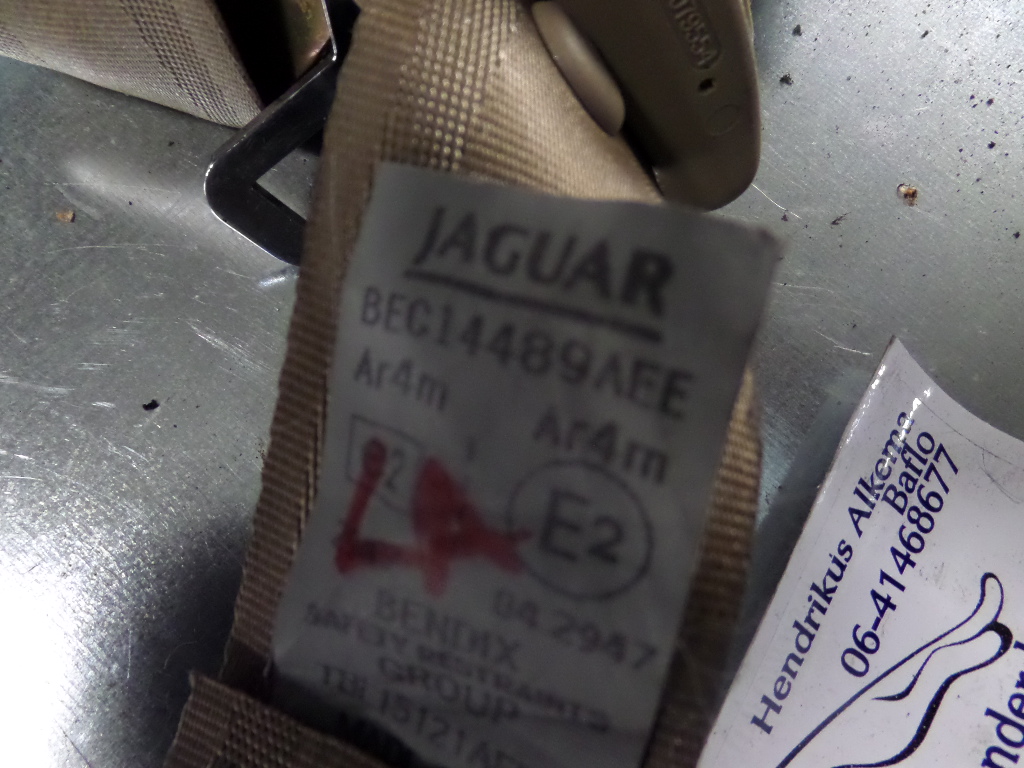 JAGUAR
BEC14489AEE
Ar4m
Ar4m
E2
04 2947
BENDIX
SAFETY RESTRAINTS
GROUP
Hendrikus Alkema
Baflo
06-41468677